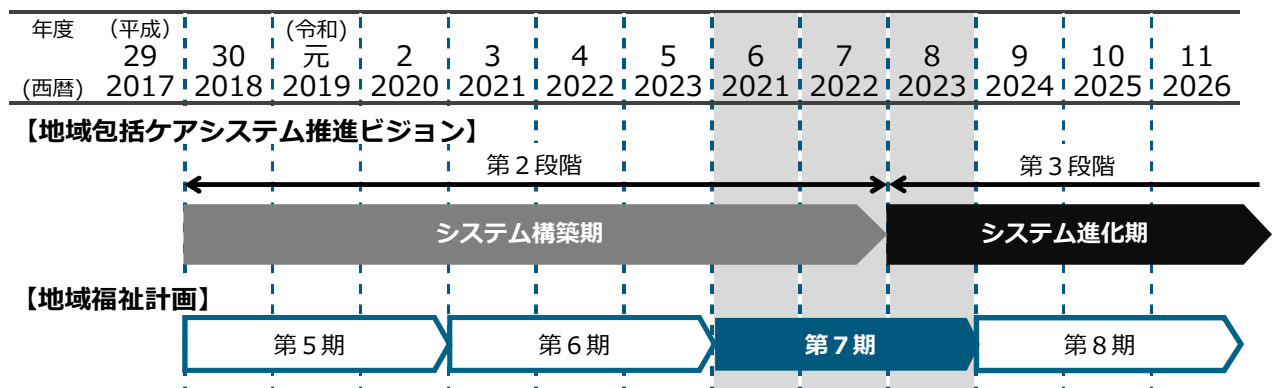 年度 (平成) (令和)
29 30 元 2 3 4 5 6 7 8 9 10 11
(西暦) 2017 2018 2019 2020 2021 2022 2023 2021 2022 2023 2024 2025 2026
【地域包括ケアシステム推進ビジョン】
第2段階 第3段階
システム構築期 システム進化期
【地域福祉計画】
第5期 第6期 第7期 第8期